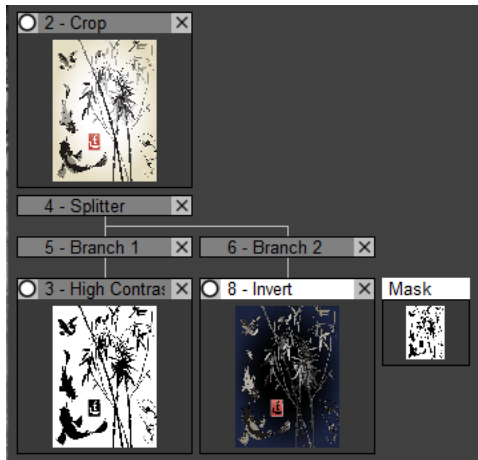 2 - Crop
4 - Splitter
5 - Branch 1
6 - Branch 2
3 - High Contras
8 - Invert
Mask